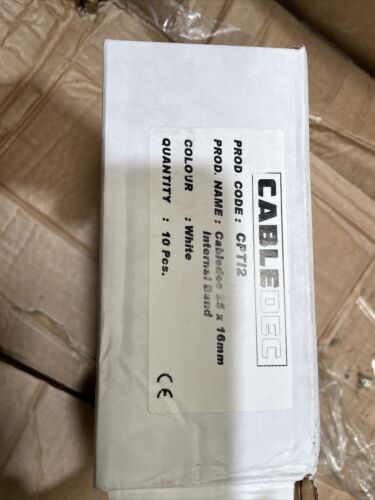 CABLEDEC
PROD. CODE : CPTI2
PROD. NAME : Cabledec 25 x 16mm
Internal Bend
COLOUR : White
QUANTITY : 10 Pcs.
CE